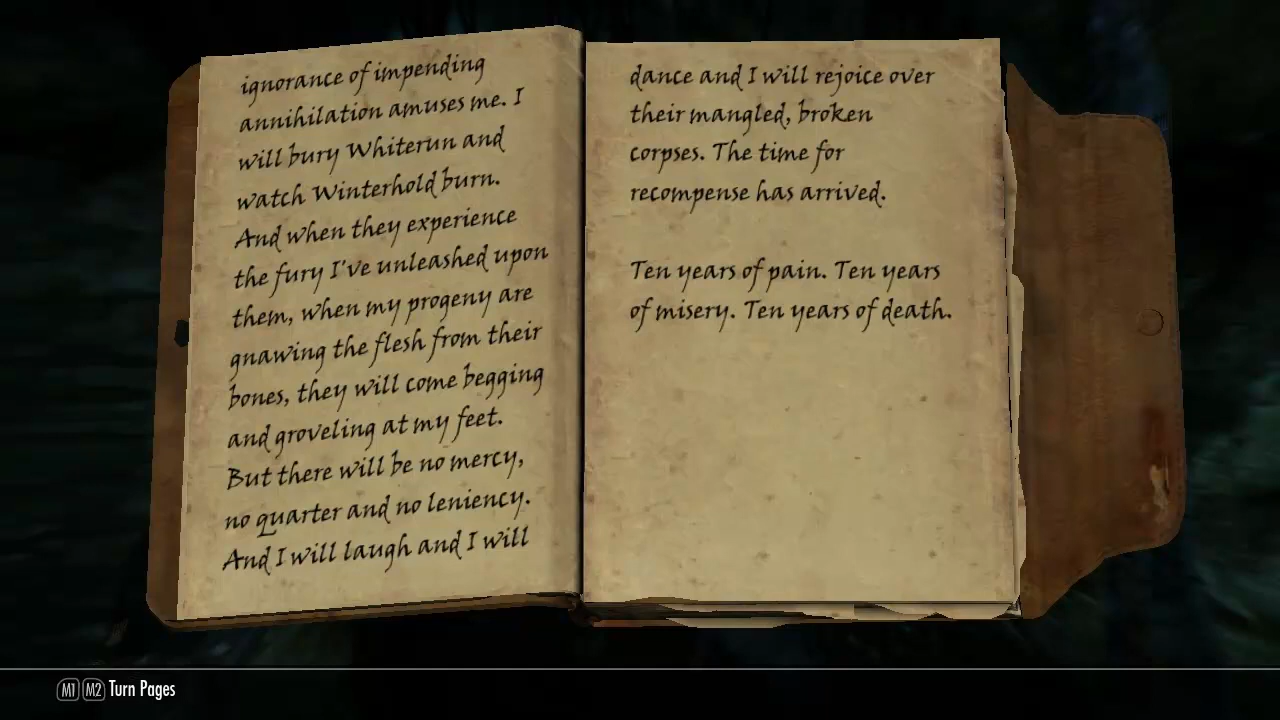 ignorance of impending
annihilation amuses me. I
will bury Whiterun and
watch Winterhold burn.
And when they experience
the fury I've unleashed upon
them, when my progeny are
gnawing the flesh from their
bones, they will come begging
and groveling at my feet.
But there will be no mercy,
no quarter and no leniency.
And I will laugh and I will
dance and I will rejoice over
their mangled, broken
corpses. The time for
recompense has arrived.
Ten years of pain. Ten years
of misery. Ten years of death.
M1 M2 Turn Pages